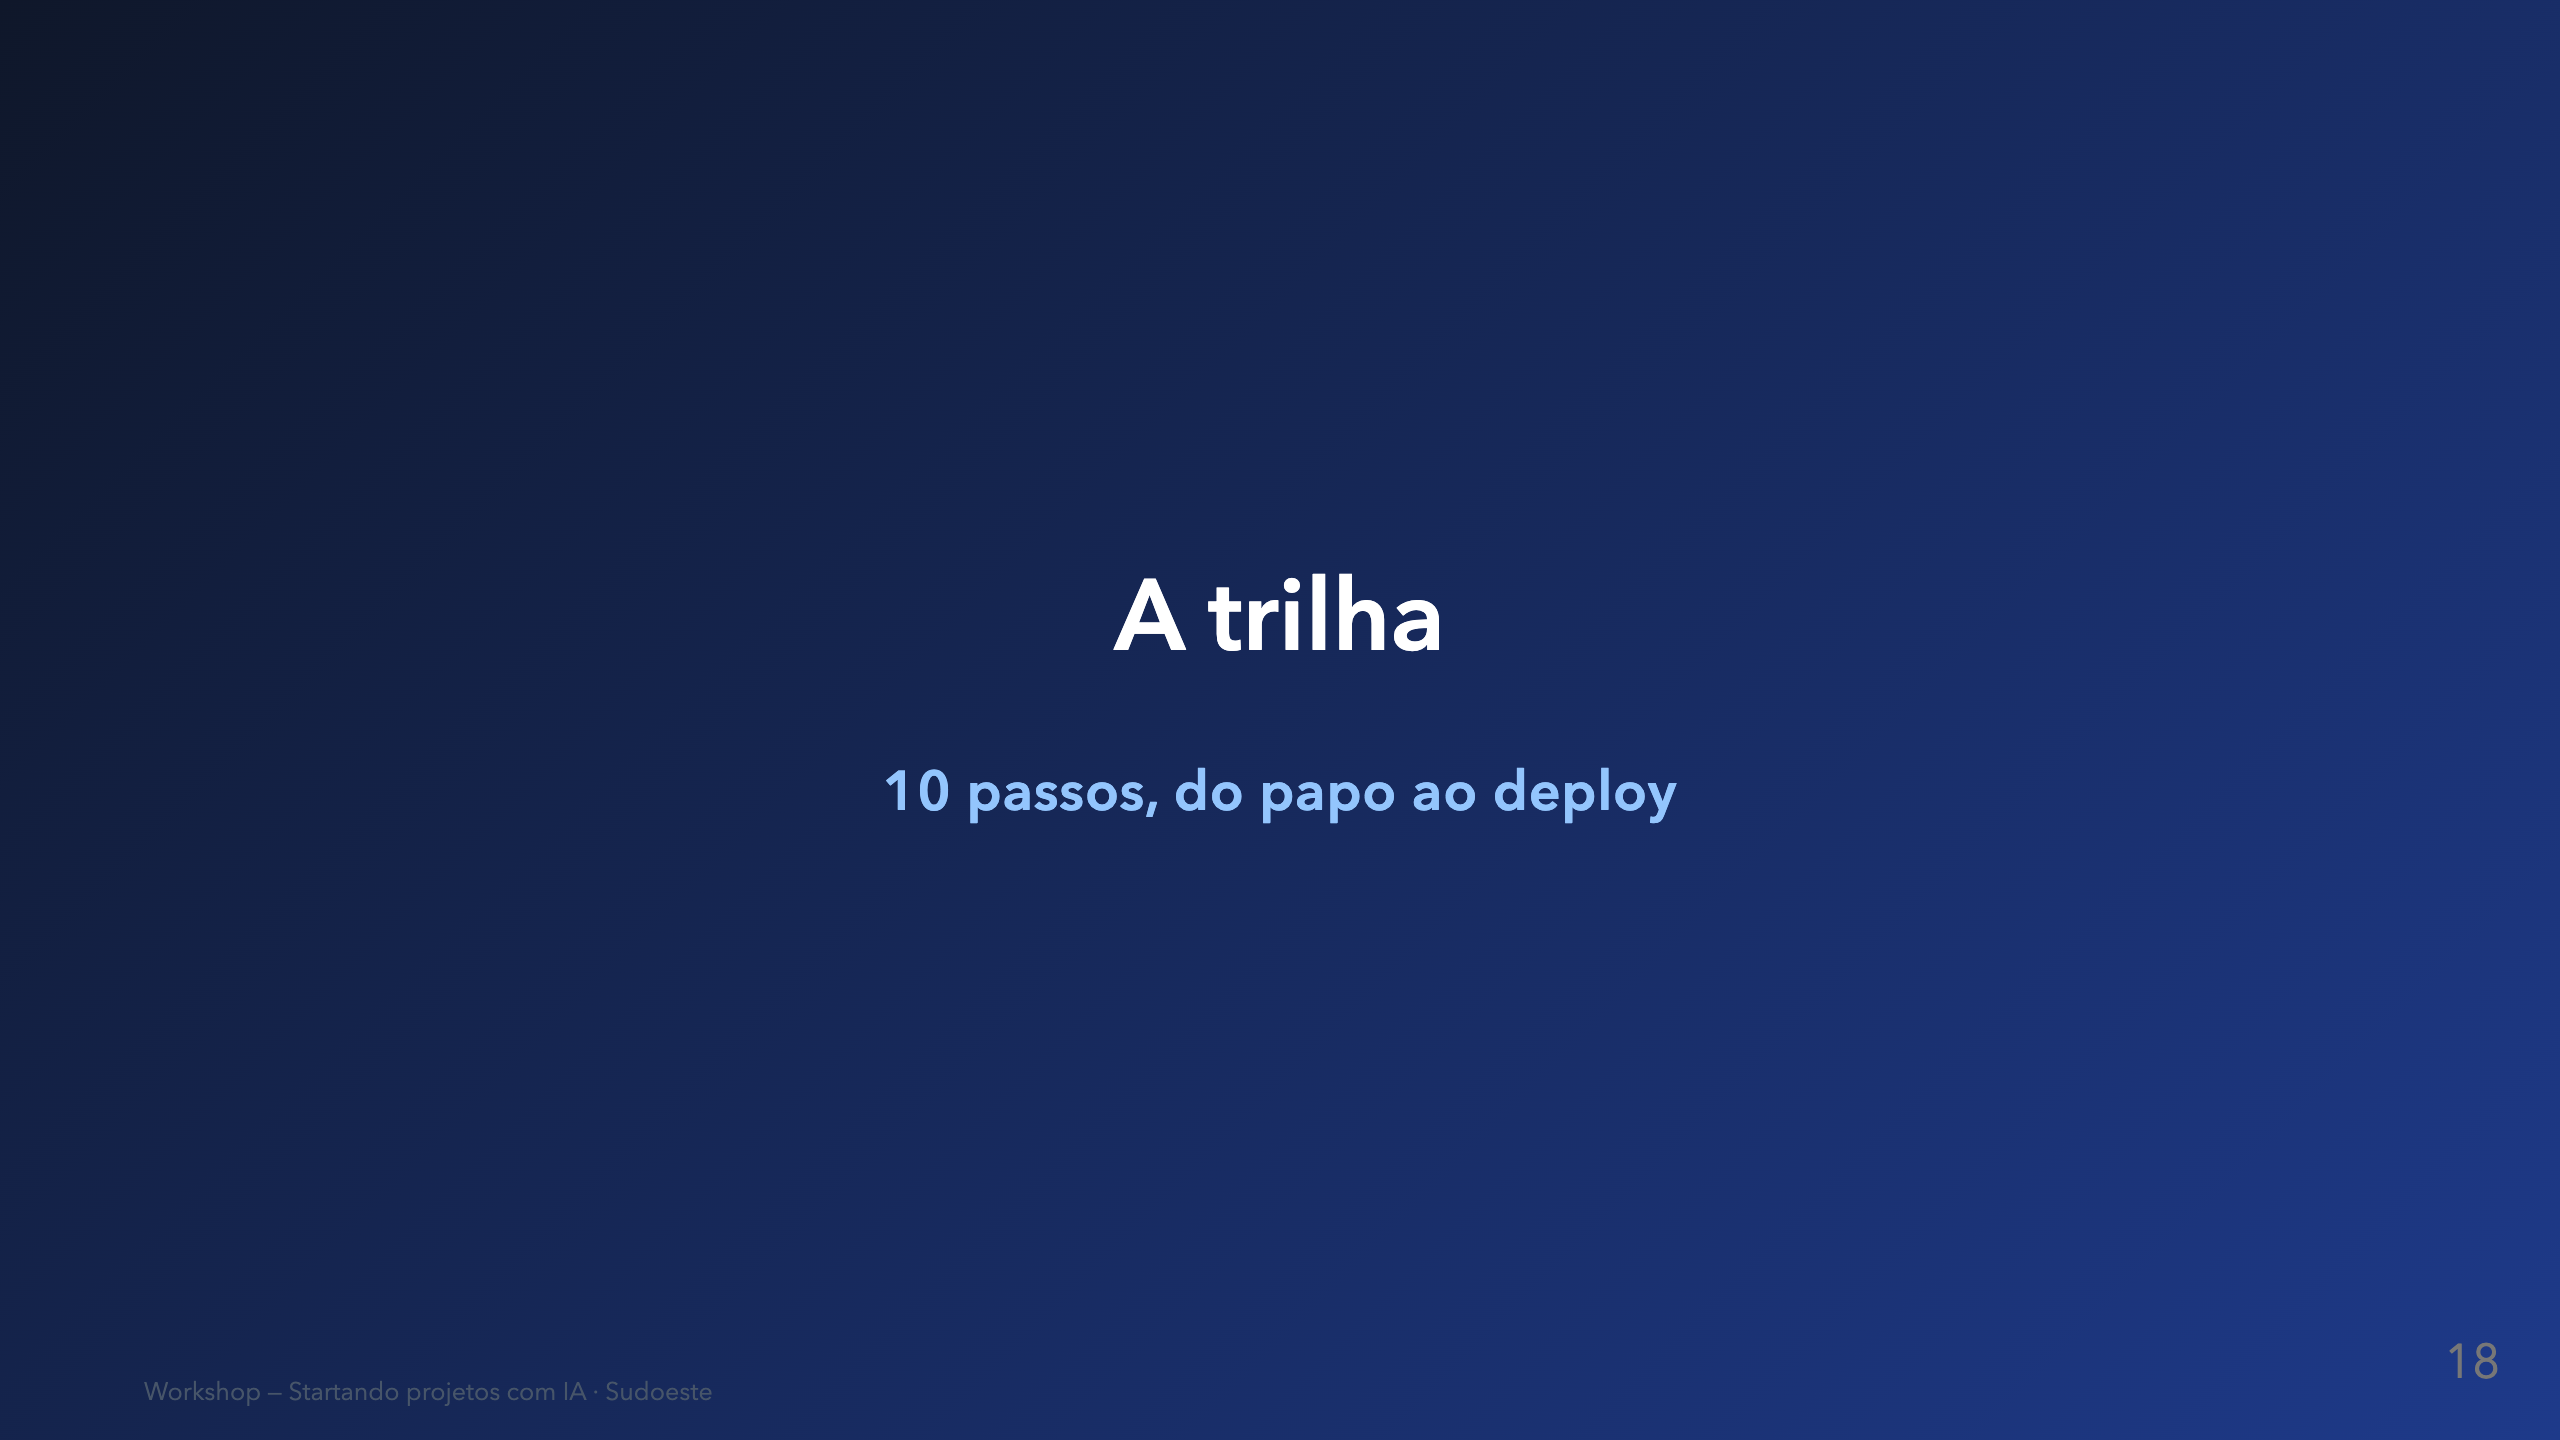 A trilha
10 passos, do papo ao deploy
Workshop – Startando projetos com IA · Sudoeste
18